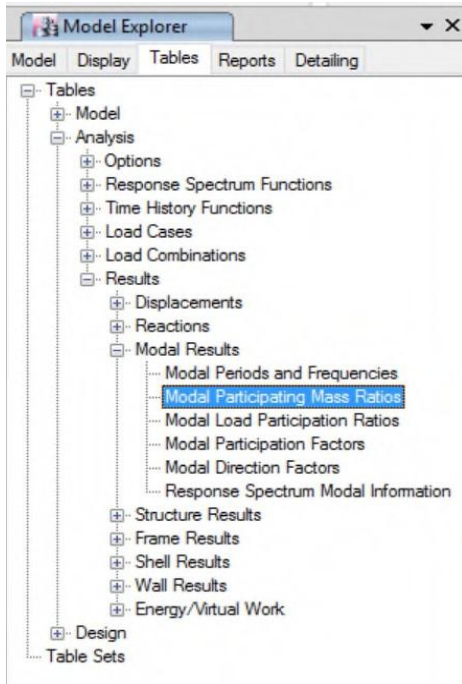 Model Explorer
Model Display Tables Reports Detailing
Tables
Model
Analysis
Options
Response Spectrum Functions
Time History Functions
Load Cases
Load Combinations
Results
Displacements
Reactions
Modal Results
Modal Periods and Frequencies
Modal Participating Mass Ratios
Modal Load Participation Ratios
Modal Participation Factors
Modal Direction Factors
Response Spectrum Modal Information
Structure Results
Frame Results
Shell Results
Wall Results
Energy/Virtual Work
Design
Table Sets